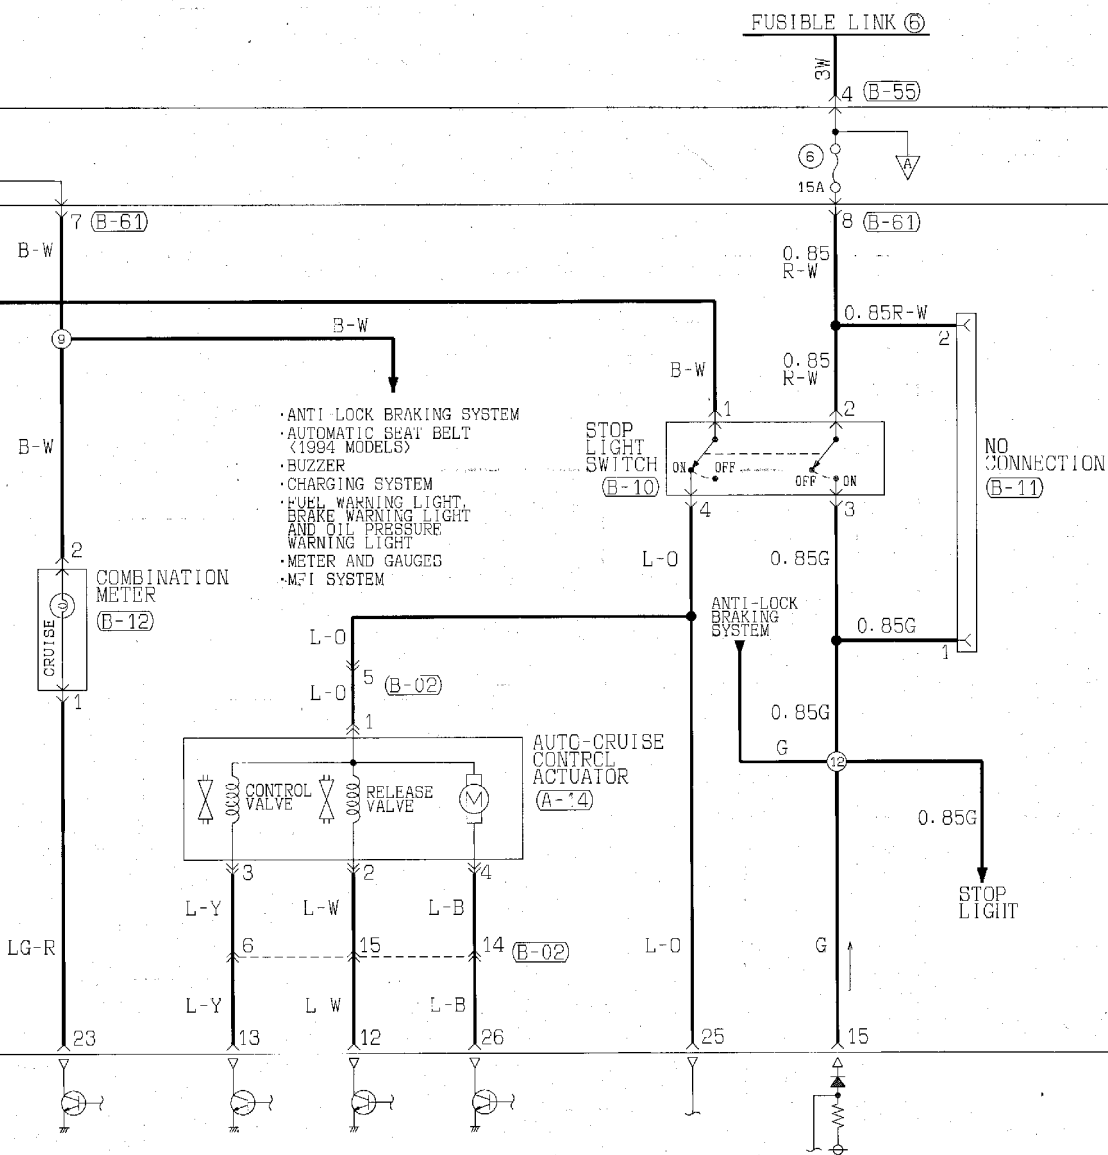 FUSIBLE LINK ⑥
3W
4 (B-55)
⑥
A
15A
7 (B-61)
8 (B-61)
B-W
0.85
R-W
0.85R-W
2
9
B-W
B-W
0.85
R-W
1
2
·ANTI-LOCK BRAKING SYSTEM
·AUTOMATIC SEAT BELT
<1994 MODELS>
·BUZZER
·CHARGING SYSTEM
·FUEL WARNING LIGHT,
BRAKE WARNING LIGHT
AND OIL PRESSURE
WARNING LIGHT
·METER AND GAUGES
·MFI SYSTEM
B-W
STOP
LIGHT
SWITCH
(B-10)
ON OFF
OFF ON
4
3
NO
CONNECTION
(B-11)
2
COMBINATION
METER
(B-12)
CRUISE
1
L-O
0.85G
ANTI-LOCK
BRAKING
SYSTEM
0.85G
1
L-O
5 (B-02)
L-O
1
0.85G
G
12
AUTO-CRUISE
CONTROL
ACTUATOR
(A-14)
CONTROL
VALVE
RELEASE
VALVE
M
3
2
4
0.85G
STOP
LIGHT
L-Y
L-W
L-B
LG-R
6
15
14 (B-02)
L-O
G
L-Y
L W
L-B
23
13
12
26
25
15